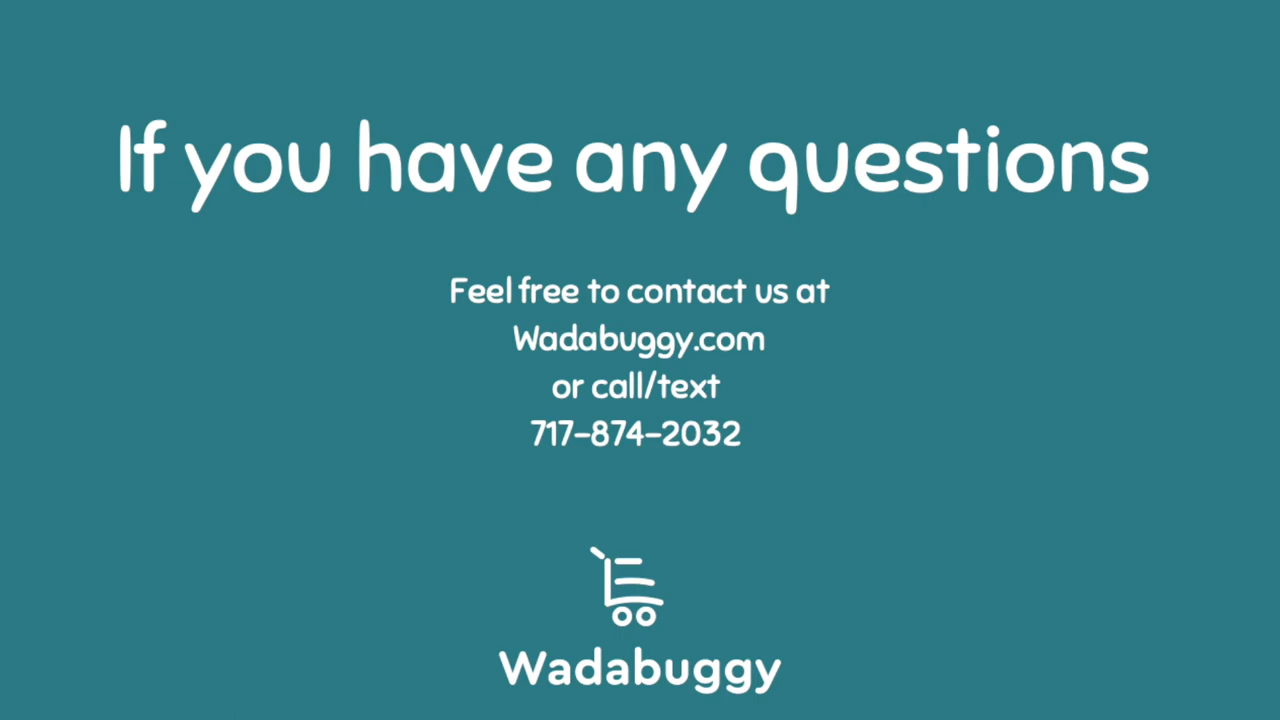 If you have any questions
Feel free to contact us at
Wadabuggy.com
or call/text
717-874-2032
Wadabuggy